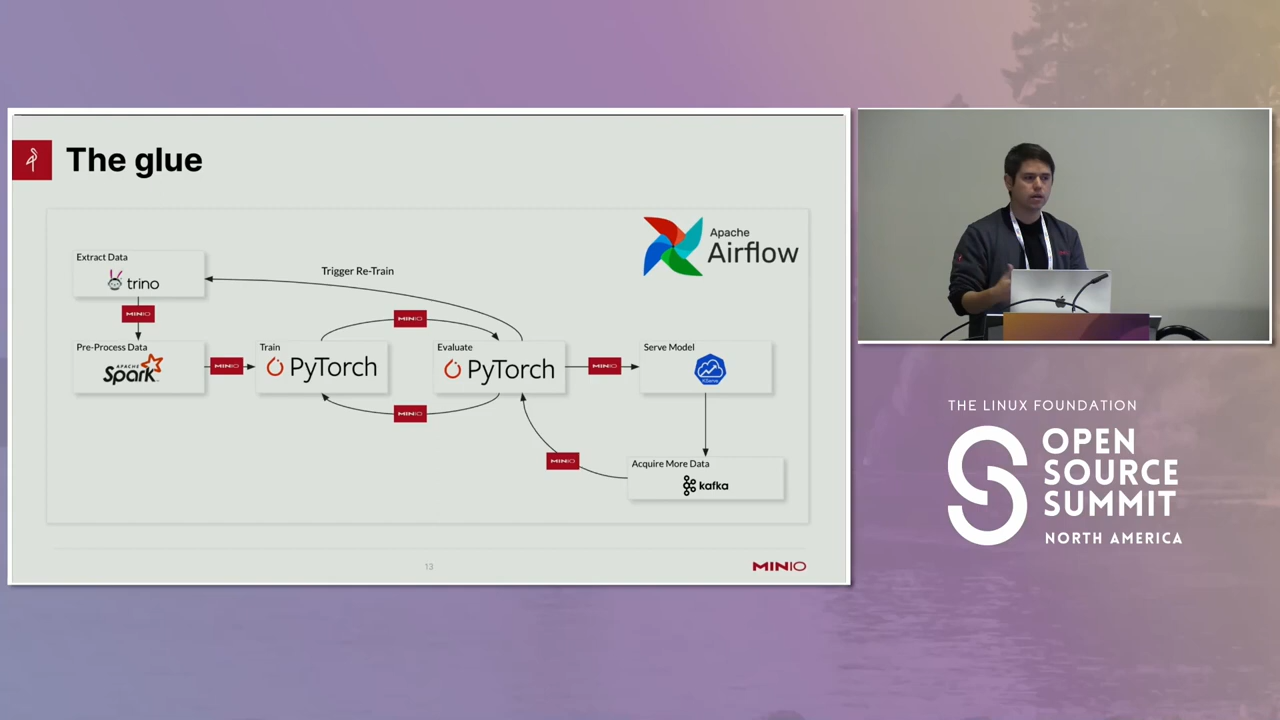 The glue
Apache
Airflow
Extract Data
trino
Trigger Re-Train
MINIO
MINIO
Pre-Process Data
APACHE
Spark
MINIO
Train
PyTorch
Evaluate
PyTorch
MINIO
Serve Model
KServe
MINIO
MINIO
Acquire More Data
kafka
13
MINIO
THE LINUX FOUNDATION
OPEN
SOURCE
SUMMIT
NORTH AMERICA